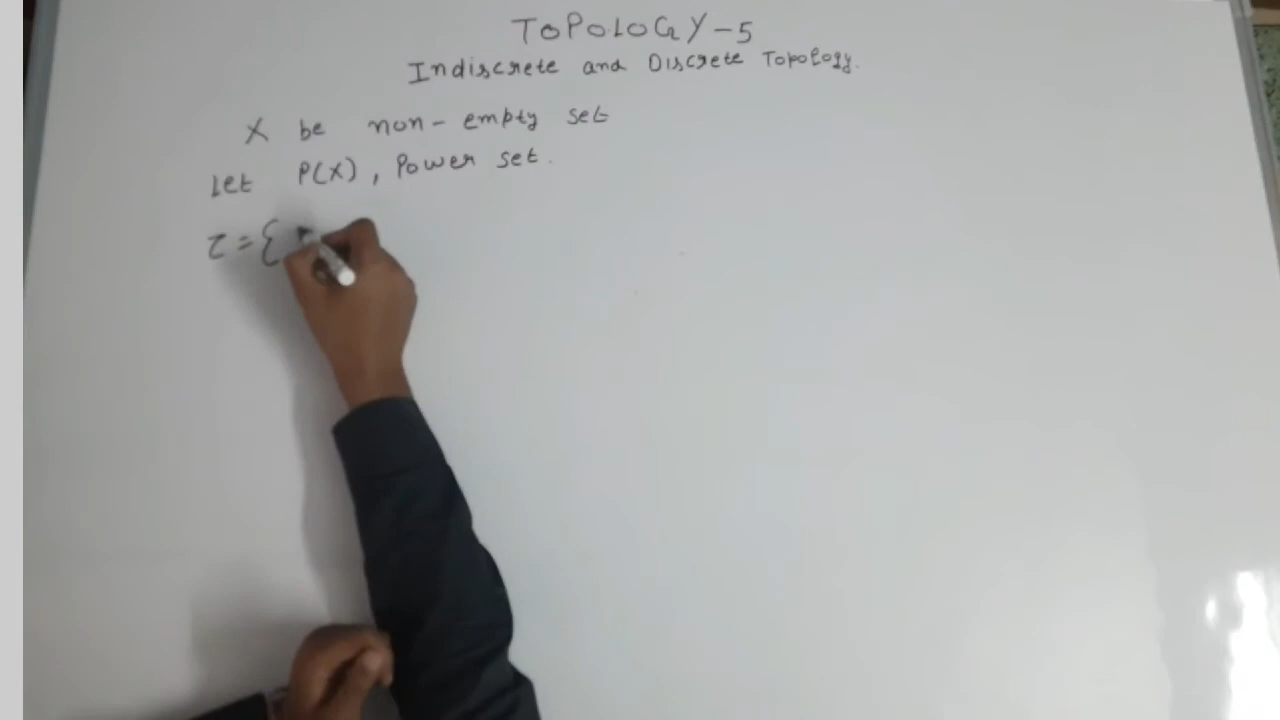 TOPOLOGY-5
Indiscrete and Discrete Topology.
X be non-empty set
Let P(X), Power set.
τ={